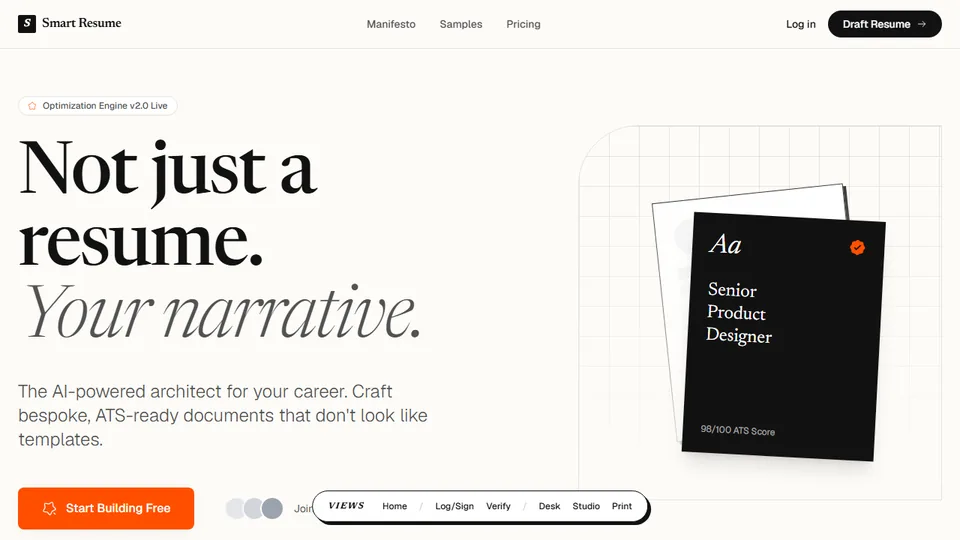 S Smart Resume
Manifesto Samples Pricing
Log in Draft Resume →
Optimization Engine v2.0 Live
Not just a
resume.
Your narrative.
The AI-powered architect for your career. Craft
bespoke, ATS-ready documents that don't look like
templates.
Aa
Senior
Product
Designer
98/100 ATS Score
Start Building Free
VIEWS Home / Log/Sign Verify / Desk Studio Print